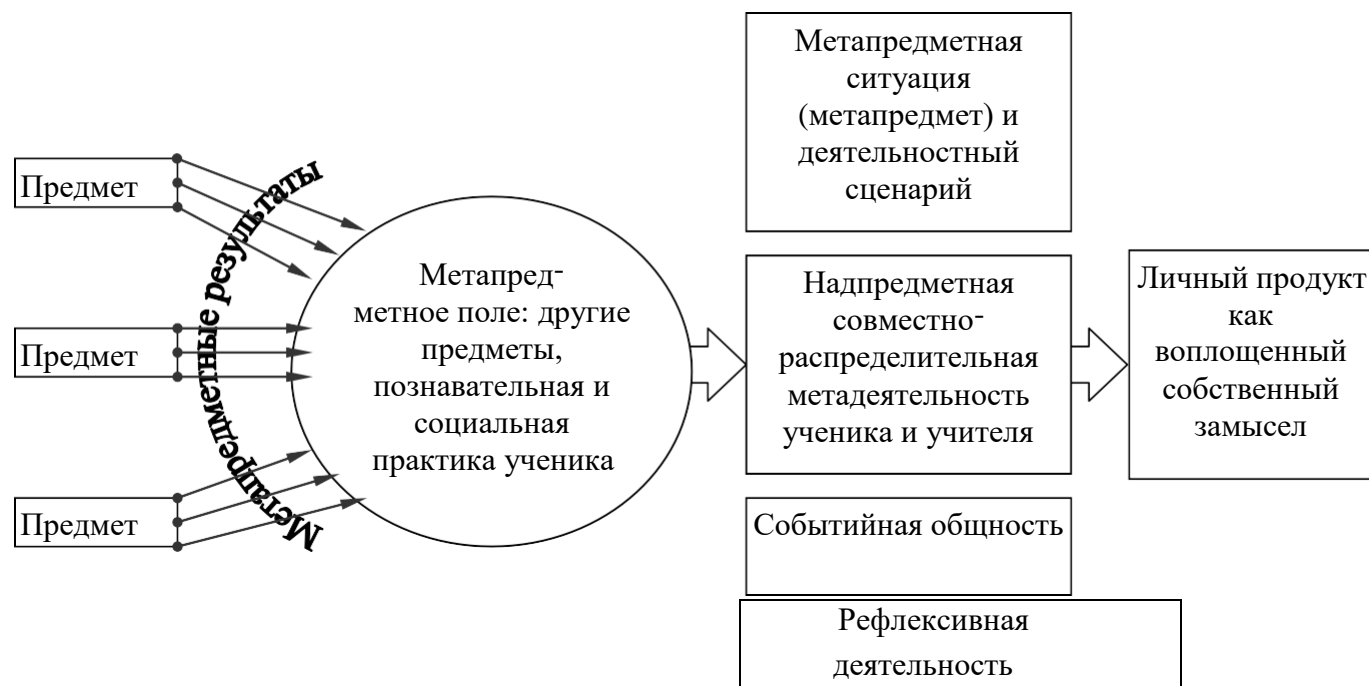 Предмет
Предмет
Предмет
Метапредметные результаты
Метапред-
метное поле: другие
предметы,
познавательная и
социальная
практика ученика
Метапредметная
ситуация
(метапредмет) и
деятельностный
сценарий
Надпредметная
совместно-
распределительная
метадеятельность
ученика и учителя
Событийная общность
Рефлексивная
деятельность
Личный продукт
как
воплощенный
собственный
замысел